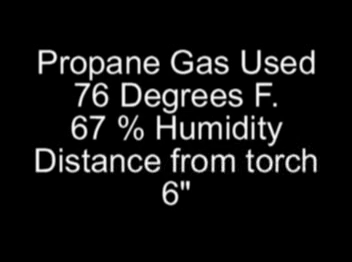 Propane Gas Used
76 Degrees F.
67 % Humidity
Distance from torch
6"